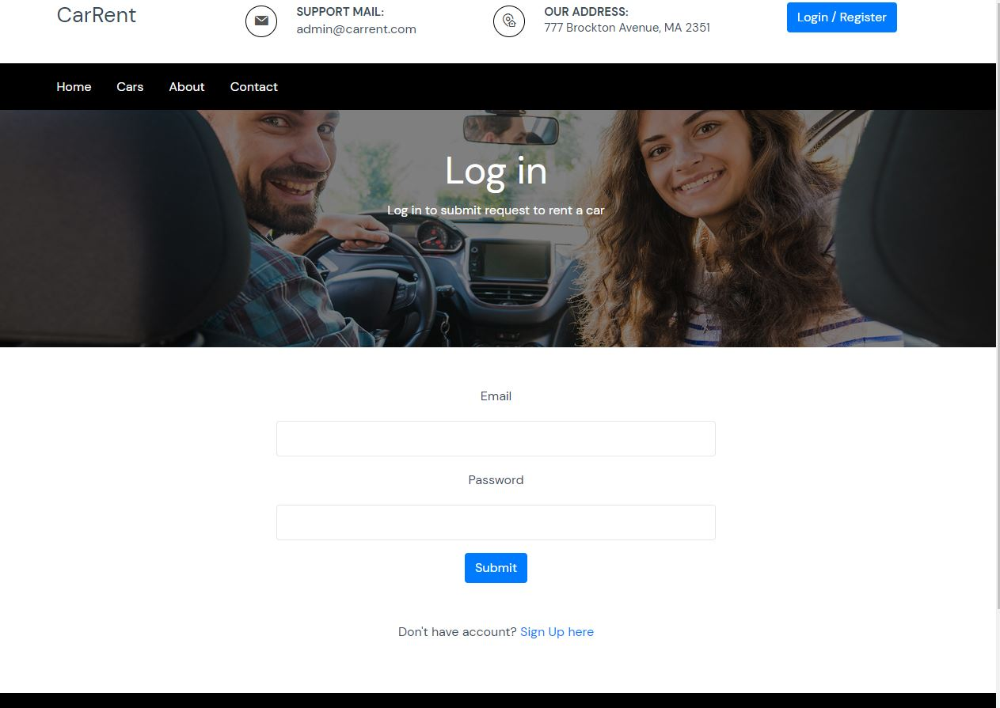 CarRent
SUPPORT MAIL:
admin@carrent.com
OUR ADDRESS:
777 Brockton Avenue, MA 2351
Login / Register
Home
Cars
About
Contact
Log in
Log in to submit request to rent a car
Email
Password
Submit
Don't have account? Sign Up here